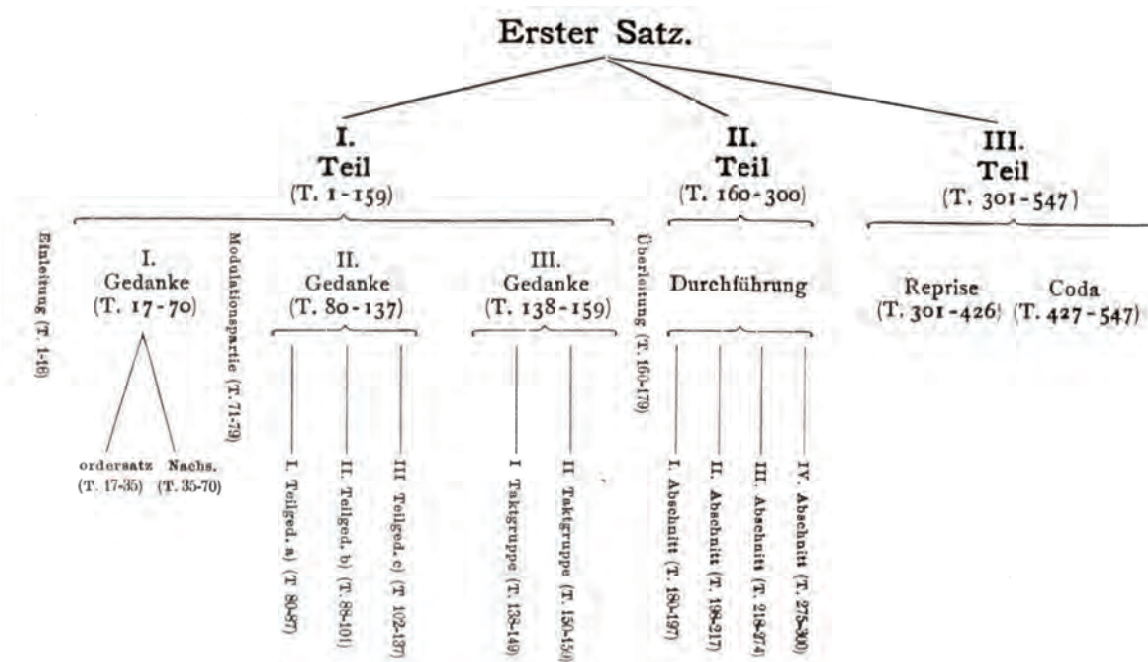 Erster Satz.
I.
Teil
(T. 1-159)
II.
Teil
(T. 160-300)
III.
Teil
(T. 301-547)
Einleitung (T. 1-16)
I.
Gedanke
(T. 17-70)
ordersatz
(T. 17-35)
Nachs.
(T. 35-70)
Modulationspartie (T. 71-79)
II.
Gedanke
(T. 80-137)
I. Teilged. a) (T 80-87)
II. Teilged. b) (T. 88-101)
III Teilged. c) (T 102-137)
III.
Gedanke
(T. 138-159)
I Taktgruppe (T. 138-149)
II Taktgruppe (T. 150-159)
Überleitung (T. 160-179)
Durchführung
I. Abschnitt (T. 180-197)
II. Abschnitt (T. 198-217)
III. Abschnitt (T. 218-274)
IV. Abschnitt (T. 275-300)
Reprise
(T. 301-426)
Coda
(T. 427-547)